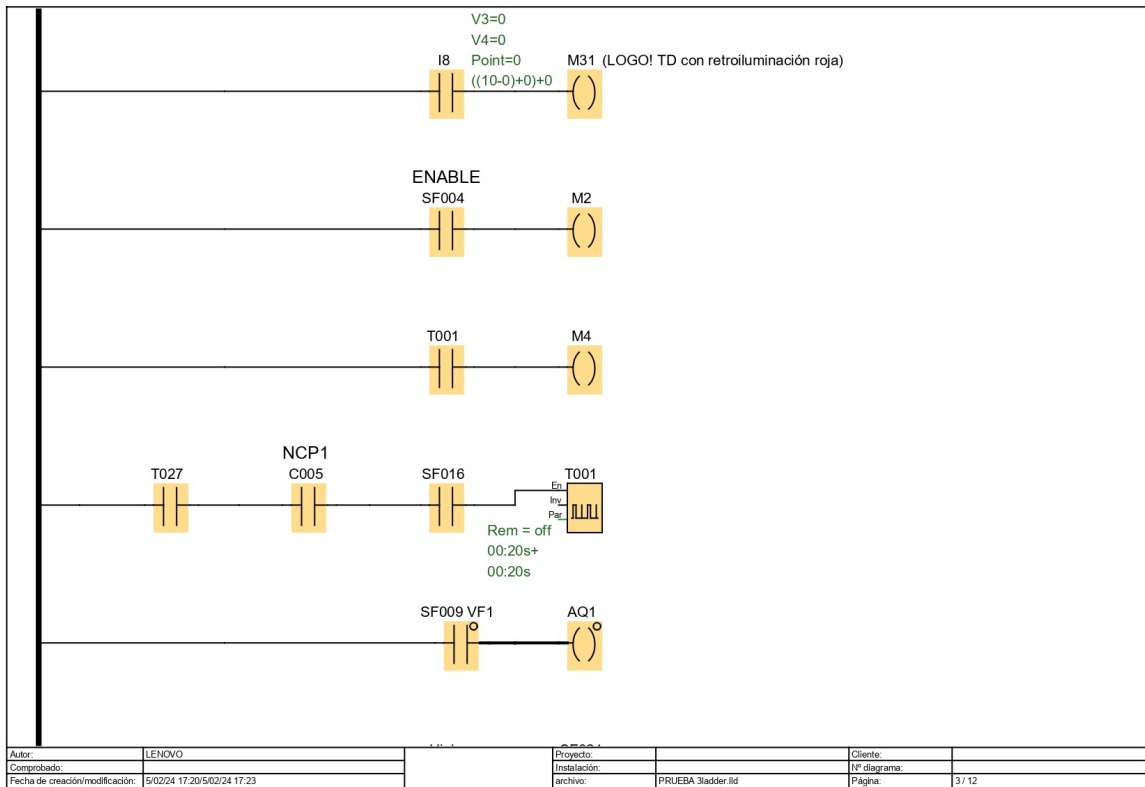 V3=0
V4=0
Point=0
((10-0)+0)+0
I8
M31 (LOGO! TD con retroiluminación roja)
ENABLE
SF004
M2
T001
M4
NCP1
T027
C005
SF016
T001
En
Inv
Par
Rem = off
00:20s+
00:20s
SF009 VF1
AQ1
Autor: LENOVO
Comprobado:
Fecha de creación/modificación: 5/02/24 17:20/5/02/24 17:23
Proyecto:
Instalación:
archivo: PRUEBA 3ladder.lld
Cliente:
Nº diagrama:
Página: 3 / 12